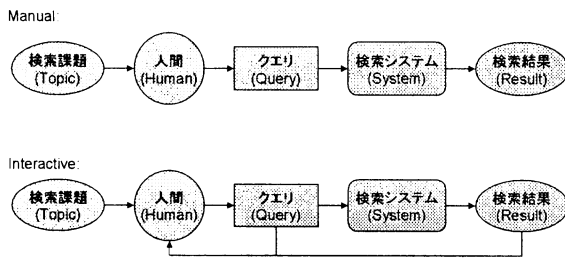 Manual:
検索課題
(Topic)
人間
(Human)
クエリ
(Query)
検索システム
(System)
検索結果
(Result)
Interactive:
検索課題
(Topic)
人間
(Human)
クエリ
(Query)
検索システム
(System)
検索結果
(Result)